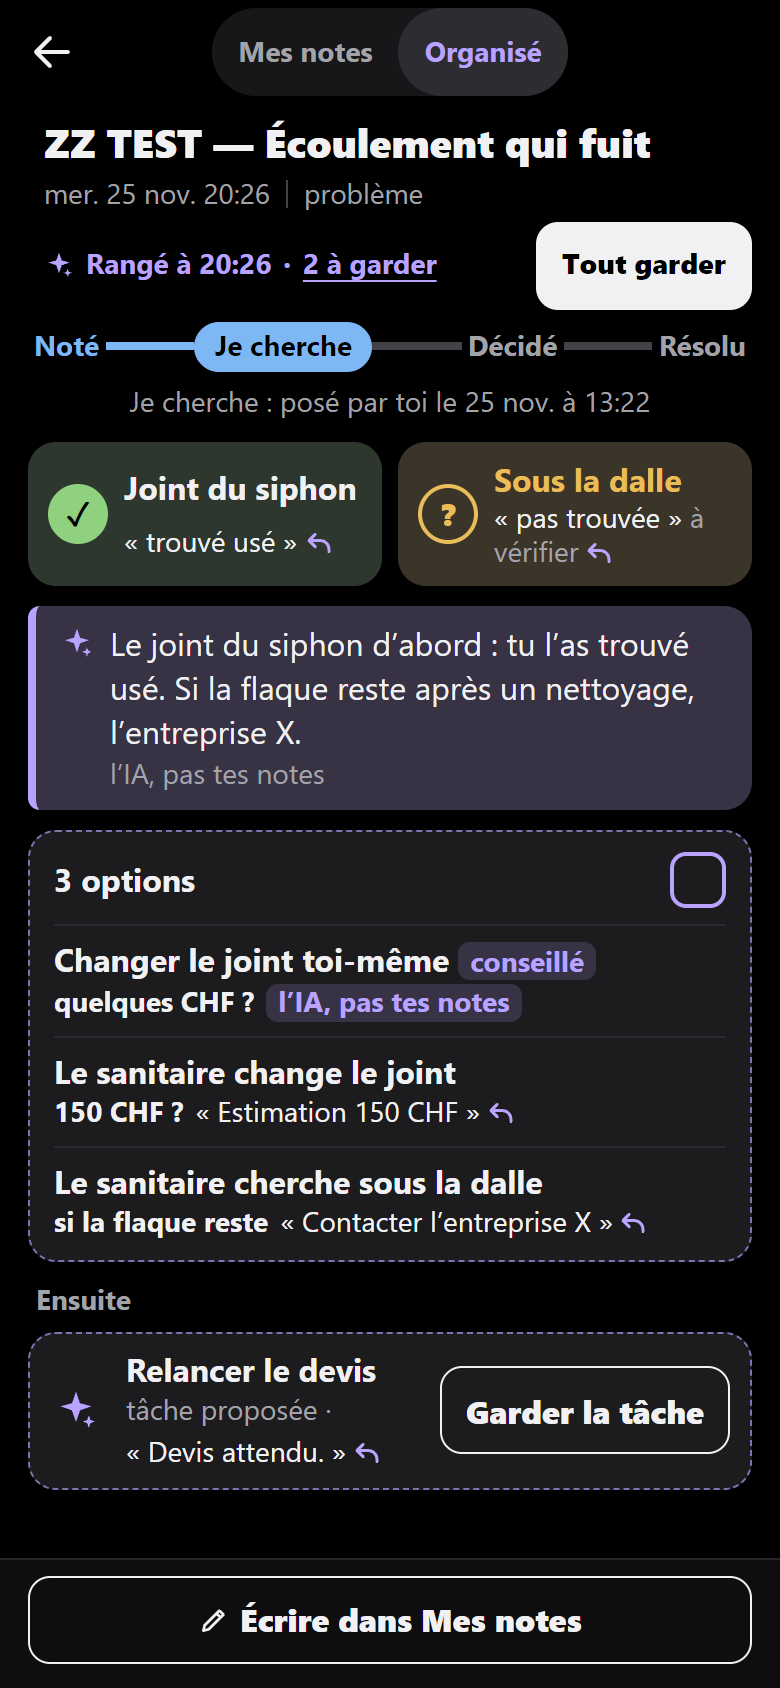 Mes notes
Organisé
ZZ TEST — Écoulement qui fuit
mer. 25 nov. 20:26 | problème
Rangé à 20:26 · 2 à garder
Tout garder
Noté
Je cherche
Décidé
Résolu
Je cherche : posé par toi le 25 nov. à 13:22
✓
Joint du siphon
« trouvé usé »
?
Sous la dalle
« pas trouvée » à
vérifier
Le joint du siphon d’abord : tu l’as trouvé
usé. Si la flaque reste après un nettoyage,
l’entreprise X.
l’IA, pas tes notes
3 options
Changer le joint toi-même conseillé
quelques CHF ? l’IA, pas tes notes
Le sanitaire change le joint
150 CHF ? « Estimation 150 CHF »
Le sanitaire cherche sous la dalle
si la flaque reste « Contacter l’entreprise X »
Ensuite
Relancer le devis
tâche proposée ·
« Devis attendu. »
Garder la tâche
Écrire dans Mes notes